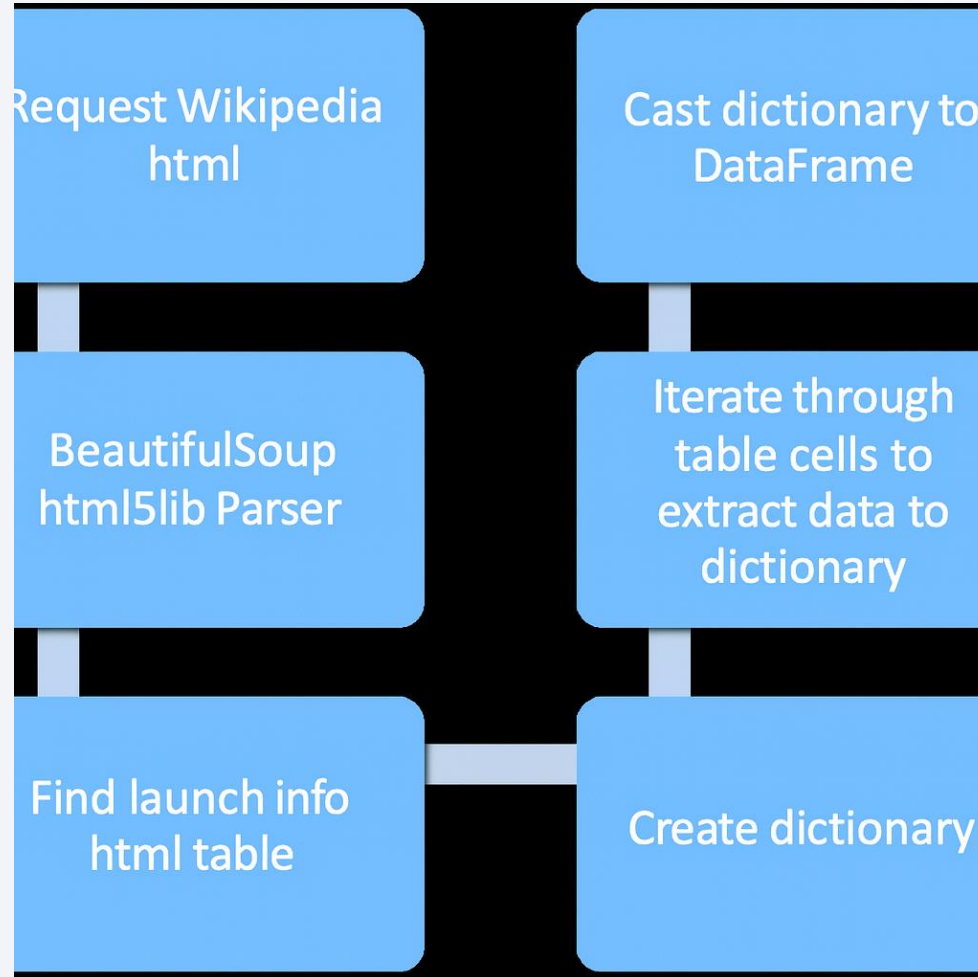 Request Wikipedia
html
BeautifulSoup
html5lib Parser
Find launch info
html table
Create dictionary
Iterate through
table cells to
extract data to
dictionary
Cast dictionary to
DataFrame